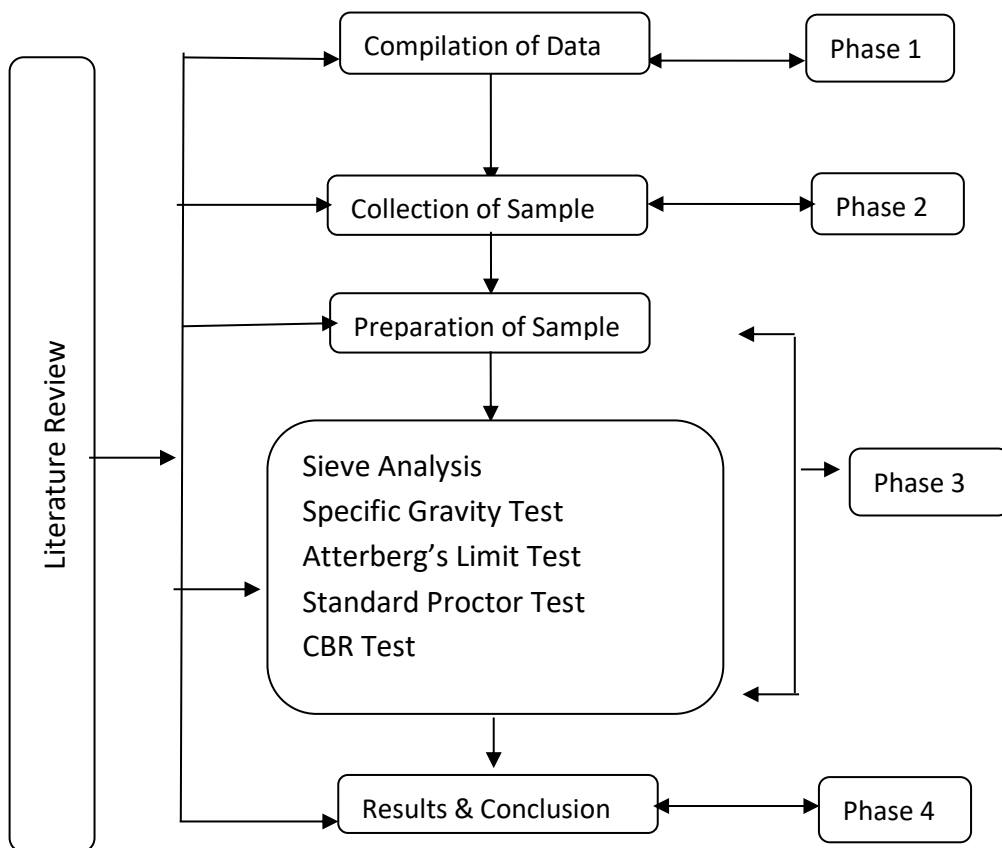 Compilation of Data
Phase 1
Collection of Sample
Phase 2
Preparation of Sample
Literature Review
Sieve Analysis
Specific Gravity Test
Atterberg’s Limit Test
Standard Proctor Test
CBR Test
Phase 3
Results & Conclusion
Phase 4